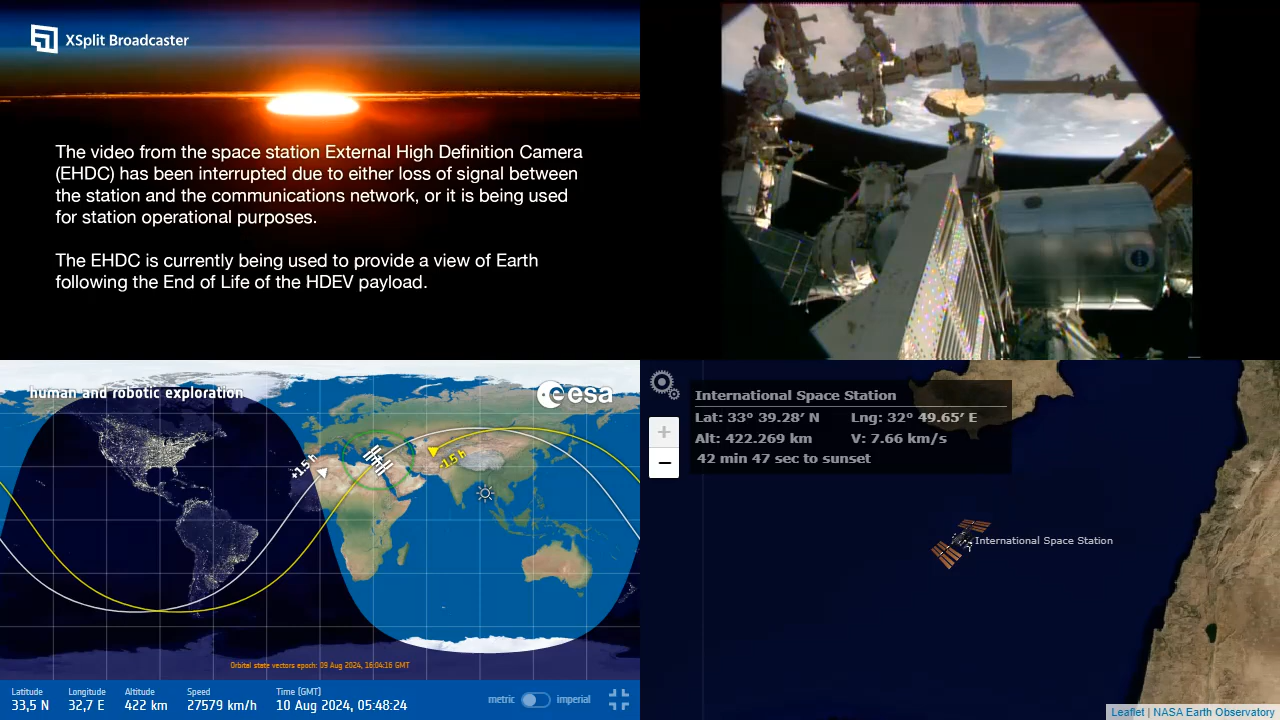 XSplit Broadcaster
The video from the space station External High Definition Camera
(EHDC) has been interrupted due to either loss of signal between
the station and the communications network, or it is being used
for station operational purposes.
The EHDC is currently being used to provide a view of Earth
following the End of Life of the HDEV payload.
human and robotic exploration
esa
+1.5 h
-1.5 h
Orbital state vectors epoch: 09 Aug 2024, 16:04:16 GMT
Latitude Longitude Altitude Speed Time (GMT)
33,5 N 32,7 E 422 km 27579 km/h 10 Aug 2024, 05:48:24
metric imperial
International Space Station
Lat: 33° 39.28′ N Lng: 32° 49.65′ E
Alt: 422.269 km V: 7.66 km/s
42 min 47 sec to sunset
+
−
International Space Station
Leaflet | NASA Earth Observatory